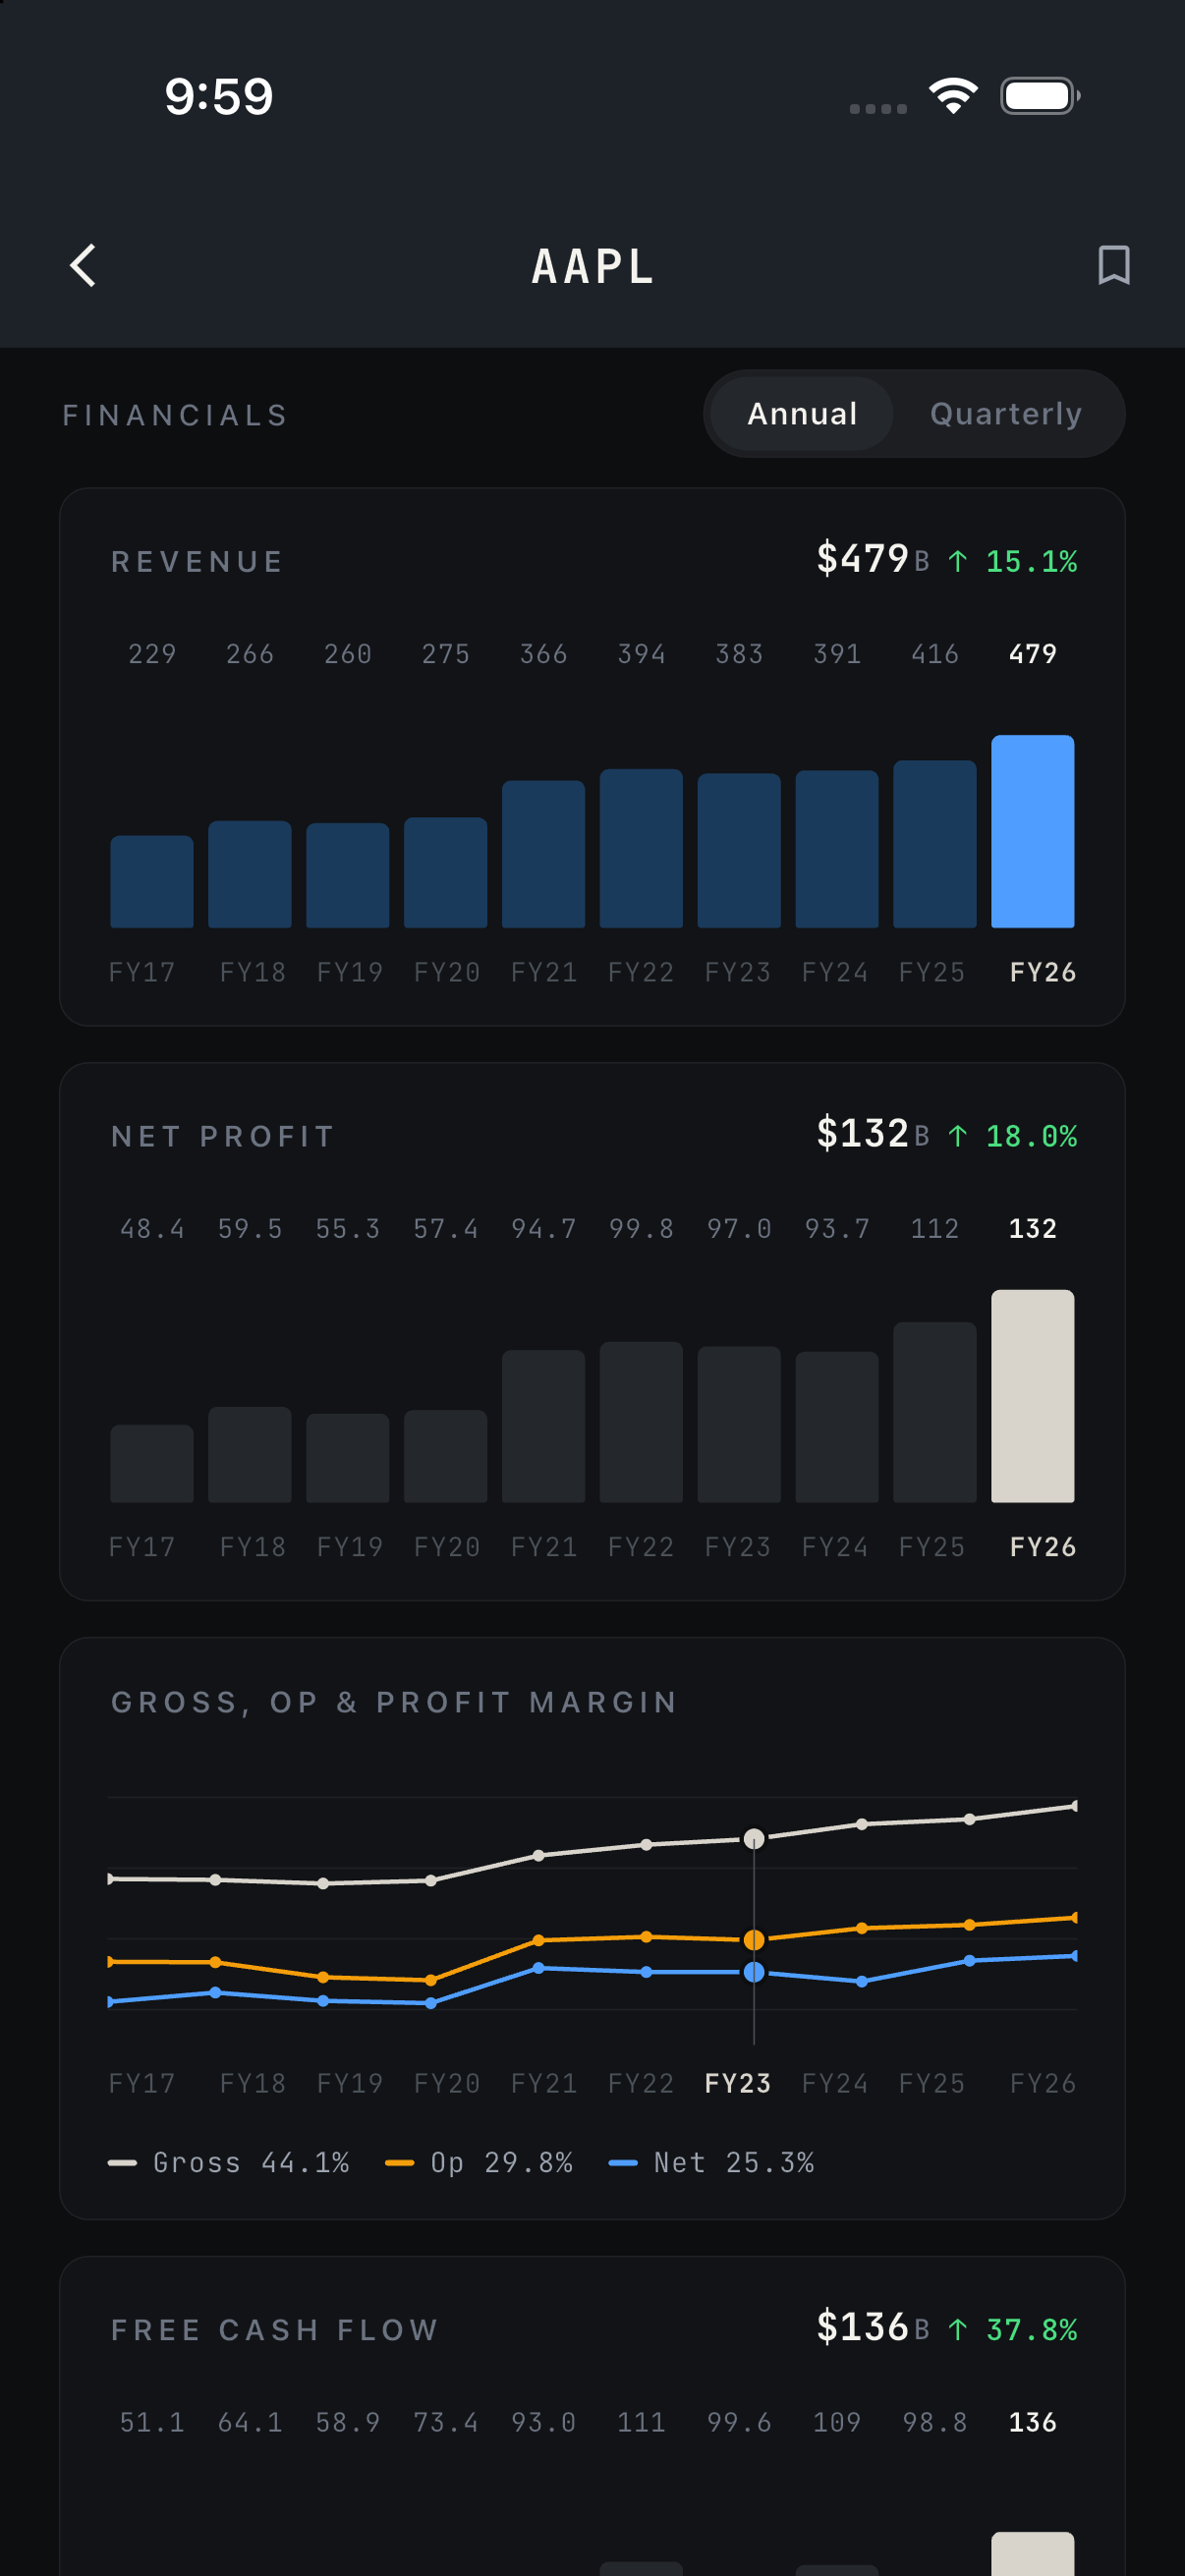 9:59
AAPL
FINANCIALS Annual Quarterly
REVENUE $479B ↑ 15.1%
229 266 260 275 366 394 383 391 416 479
FY17 FY18 FY19 FY20 FY21 FY22 FY23 FY24 FY25 FY26
NET PROFIT $132B ↑ 18.0%
48.4 59.5 55.3 57.4 94.7 99.8 97.0 93.7 112 132
FY17 FY18 FY19 FY20 FY21 FY22 FY23 FY24 FY25 FY26
GROSS, OP & PROFIT MARGIN
FY17 FY18 FY19 FY20 FY21 FY22 FY23 FY24 FY25 FY26
Gross 44.1% Op 29.8% Net 25.3%
FREE CASH FLOW $136B ↑ 37.8%
51.1 64.1 58.9 73.4 93.0 111 99.6 109 98.8 136